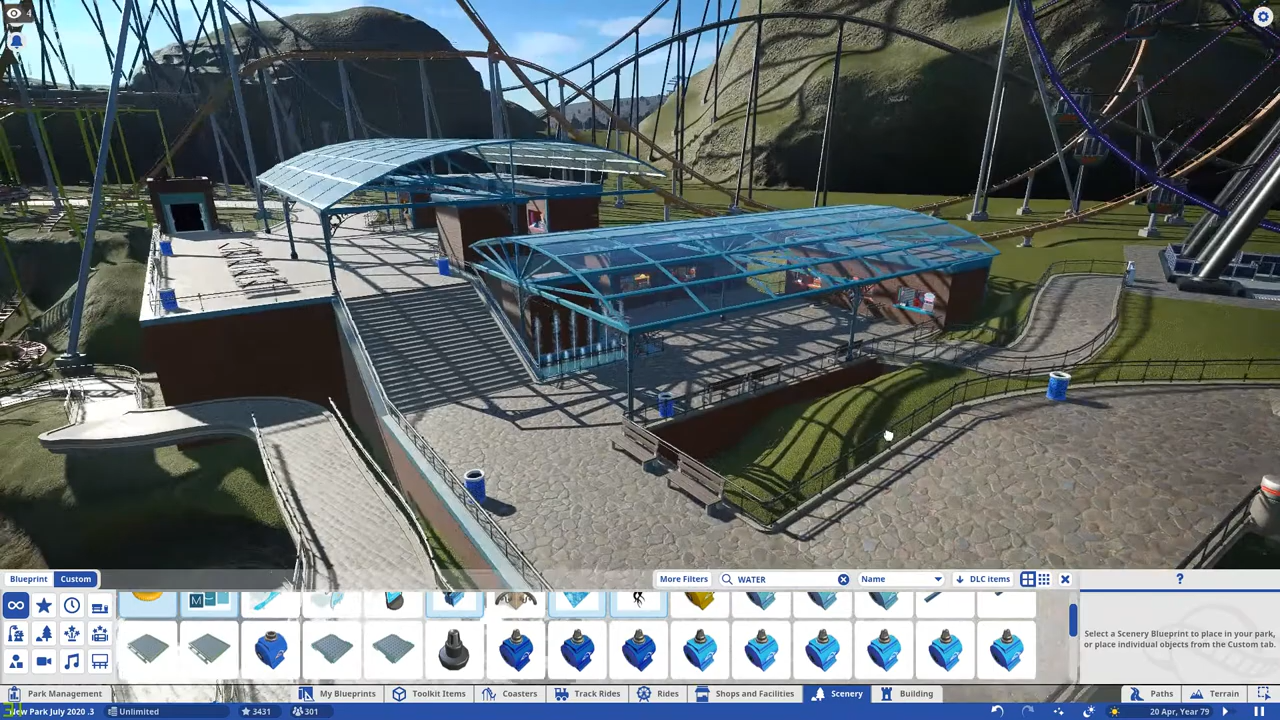 4
Blueprint Custom More Filters WATER Name DLC items ?
Select a Scenery Blueprint to place in your park,
or place individual objects from the Custom tab.
Park Management My Blueprints Toolkit Items Coasters Track Rides Rides Shops and Facilities Scenery Building Paths Terrain
New Park July 2020 .3 Unlimited 3431 301 20 Apr, Year 79